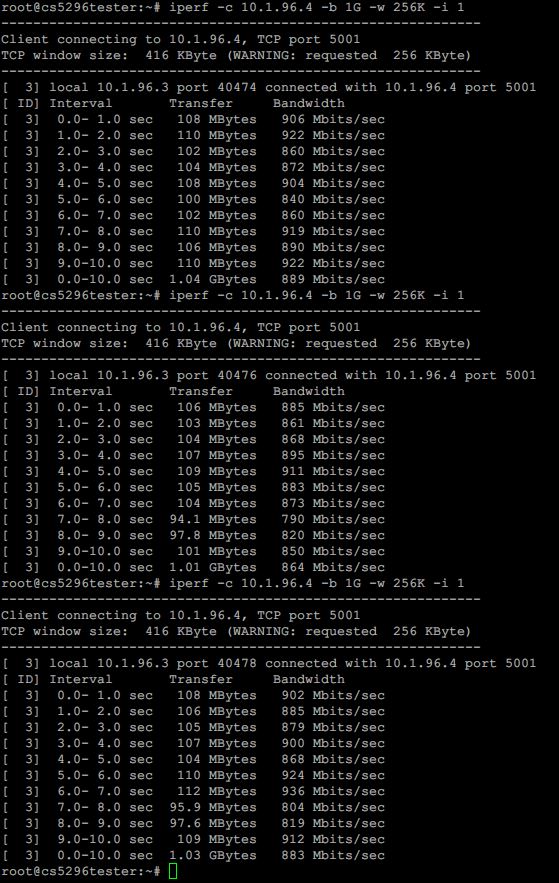 root@cs5296tester:~# iperf -c 10.1.96.4 -b 1G -w 256K -i 1
------------------------------------------------------------
Client connecting to 10.1.96.4, TCP port 5001
TCP window size:  416 KByte (WARNING: requested  256 KByte)
------------------------------------------------------------
[  3] local 10.1.96.3 port 40474 connected with 10.1.96.4 port 5001
[ ID] Interval       Transfer     Bandwidth
[  3]  0.0- 1.0 sec   108 MBytes   906 Mbits/sec
[  3]  1.0- 2.0 sec   110 MBytes   922 Mbits/sec
[  3]  2.0- 3.0 sec   102 MBytes   860 Mbits/sec
[  3]  3.0- 4.0 sec   104 MBytes   872 Mbits/sec
[  3]  4.0- 5.0 sec   108 MBytes   904 Mbits/sec
[  3]  5.0- 6.0 sec   100 MBytes   840 Mbits/sec
[  3]  6.0- 7.0 sec   102 MBytes   860 Mbits/sec
[  3]  7.0- 8.0 sec   110 MBytes   919 Mbits/sec
[  3]  8.0- 9.0 sec   106 MBytes   890 Mbits/sec
[  3]  9.0-10.0 sec   110 MBytes   922 Mbits/sec
[  3]  0.0-10.0 sec  1.04 GBytes   889 Mbits/sec
root@cs5296tester:~# iperf -c 10.1.96.4 -b 1G -w 256K -i 1
------------------------------------------------------------
Client connecting to 10.1.96.4, TCP port 5001
TCP window size:  416 KByte (WARNING: requested  256 KByte)
------------------------------------------------------------
[  3] local 10.1.96.3 port 40476 connected with 10.1.96.4 port 5001
[ ID] Interval       Transfer     Bandwidth
[  3]  0.0- 1.0 sec   106 MBytes   885 Mbits/sec
[  3]  1.0- 2.0 sec   103 MBytes   861 Mbits/sec
[  3]  2.0- 3.0 sec   104 MBytes   868 Mbits/sec
[  3]  3.0- 4.0 sec   107 MBytes   895 Mbits/sec
[  3]  4.0- 5.0 sec   109 MBytes   911 Mbits/sec
[  3]  5.0- 6.0 sec   105 MBytes   883 Mbits/sec
[  3]  6.0- 7.0 sec   104 MBytes   873 Mbits/sec
[  3]  7.0- 8.0 sec  94.1 MBytes   790 Mbits/sec
[  3]  8.0- 9.0 sec  97.8 MBytes   820 Mbits/sec
[  3]  9.0-10.0 sec   101 MBytes   850 Mbits/sec
[  3]  0.0-10.0 sec  1.01 GBytes   864 Mbits/sec
root@cs5296tester:~# iperf -c 10.1.96.4 -b 1G -w 256K -i 1
------------------------------------------------------------
Client connecting to 10.1.96.4, TCP port 5001
TCP window size:  416 KByte (WARNING: requested  256 KByte)
------------------------------------------------------------
[  3] local 10.1.96.3 port 40478 connected with 10.1.96.4 port 5001
[ ID] Interval       Transfer     Bandwidth
[  3]  0.0- 1.0 sec   108 MBytes   902 Mbits/sec
[  3]  1.0- 2.0 sec   106 MBytes   885 Mbits/sec
[  3]  2.0- 3.0 sec   105 MBytes   879 Mbits/sec
[  3]  3.0- 4.0 sec   107 MBytes   900 Mbits/sec
[  3]  4.0- 5.0 sec   104 MBytes   868 Mbits/sec
[  3]  5.0- 6.0 sec   110 MBytes   924 Mbits/sec
[  3]  6.0- 7.0 sec   112 MBytes   936 Mbits/sec
[  3]  7.0- 8.0 sec  95.9 MBytes   804 Mbits/sec
[  3]  8.0- 9.0 sec  97.6 MBytes   819 Mbits/sec
[  3]  9.0-10.0 sec   109 MBytes   912 Mbits/sec
[  3]  0.0-10.0 sec  1.03 GBytes   883 Mbits/sec
root@cs5296tester:~#